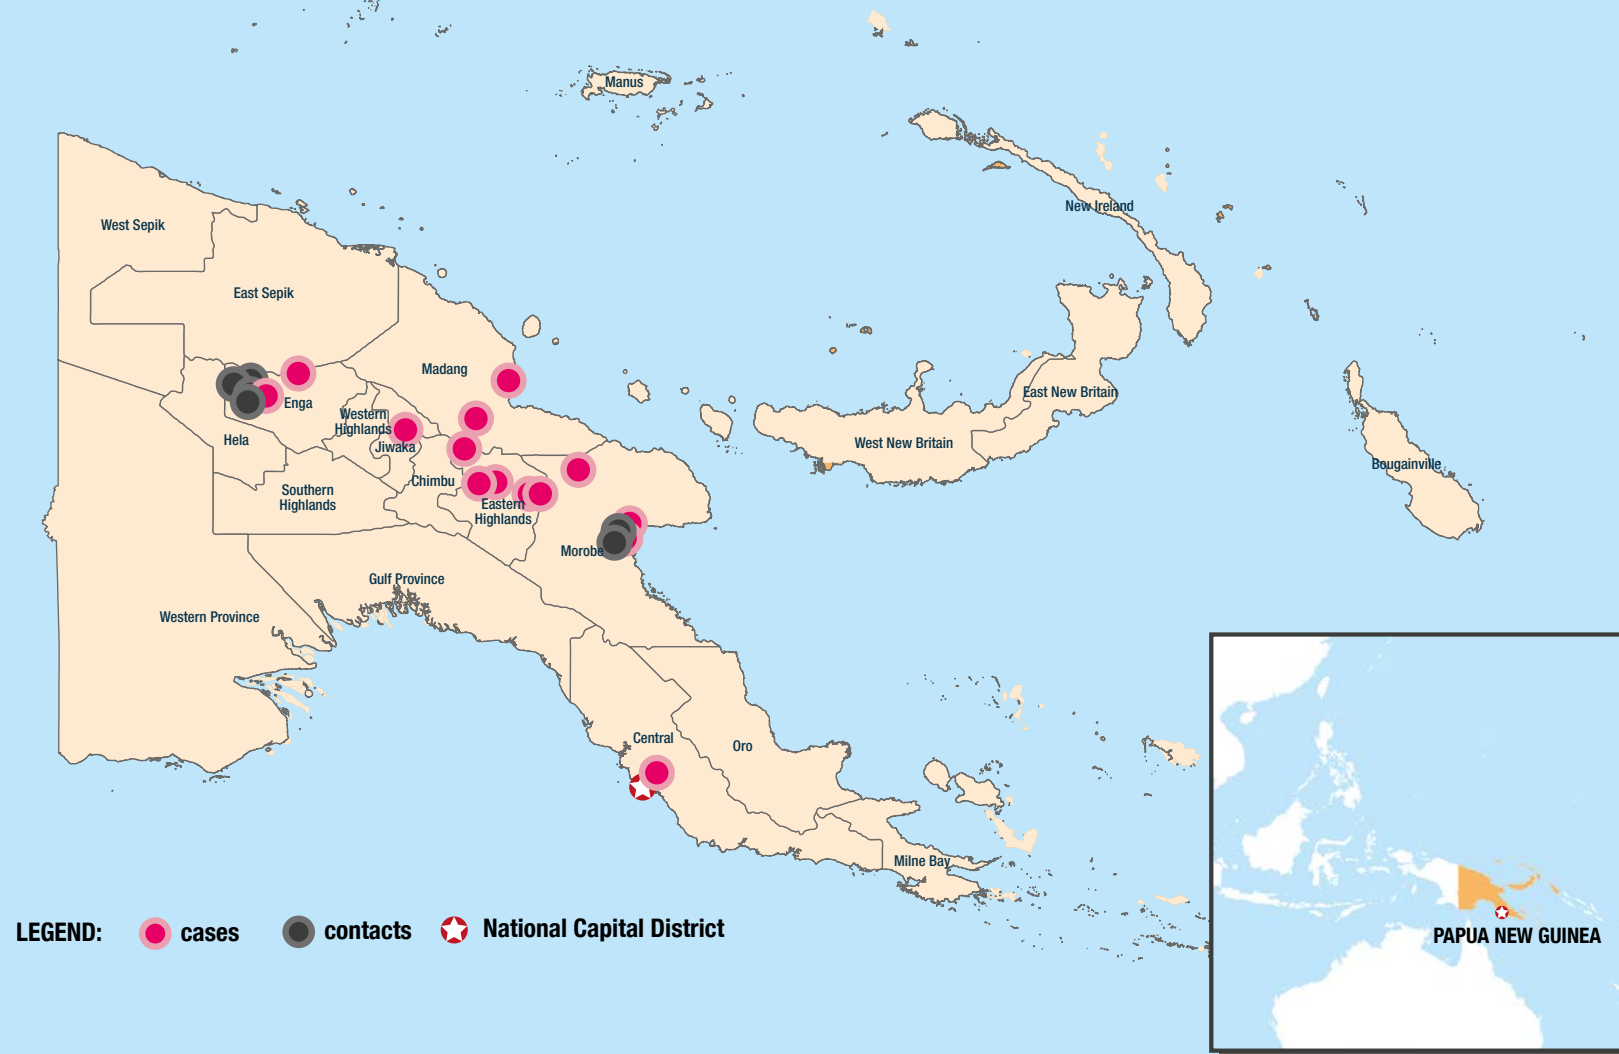 Manus
New Ireland
West Sepik
East Sepik
Madang
East New Britain
Enga
Western
Highlands
West New Britain
Hela
Jiwaka
Bougainville
Chimbu
Southern
Highlands
Eastern
Highlands
Morobe
Gulf Province
Western Province
Central
Oro
Milne Bay
LEGEND:
cases
contacts
National Capital District
PAPUA NEW GUINEA